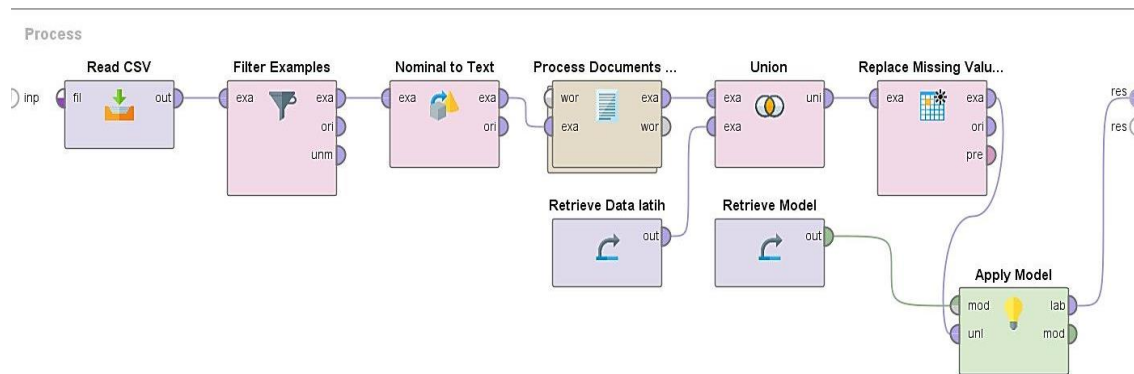 Process
Read CSV
Filter Examples
Nominal to Text
Process Documents ...
Union
Replace Missing Valu...
inp
fil
out
exa
exa
ori
unm
exa
exa
ori
wor
exa
exa
wor
exa
uni
exa
exa
exa
ori
pre
res
res
Retrieve Data latih
Retrieve Model
out
out
Apply Model
mod
lab
unl
mod